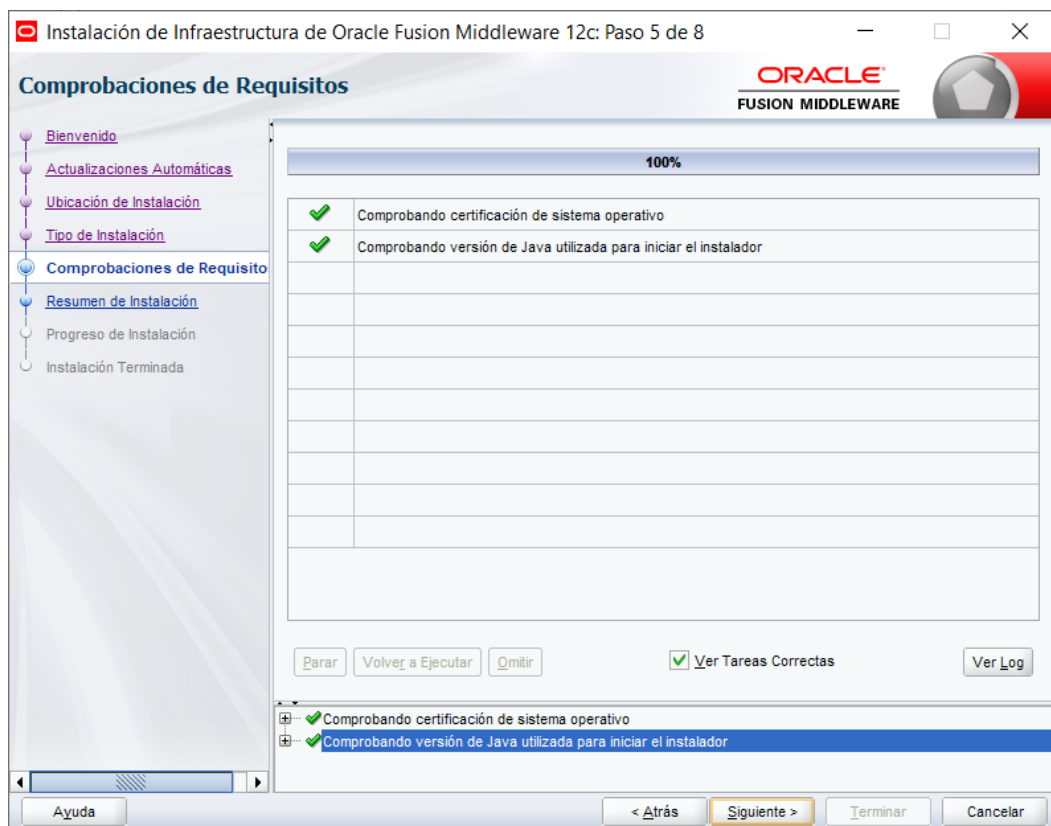 Instalación de Infraestructura de Oracle Fusion Middleware 12c: Paso 5 de 8
Comprobaciones de Requisitos
ORACLE
FUSION MIDDLEWARE
Bienvenido
Actualizaciones Automáticas
Ubicación de Instalación
Tipo de Instalación
Comprobaciones de Requisito
Resumen de Instalación
Progreso de Instalación
Instalación Terminada
100%
Comprobando certificación de sistema operativo
Comprobando versión de Java utilizada para iniciar el instalador
Parar Volver a Ejecutar Omitir Ver Tareas Correctas Ver Log
Comprobando certificación de sistema operativo
Comprobando versión de Java utilizada para iniciar el instalador
Ayuda < Atrás Siguiente > Terminar Cancelar